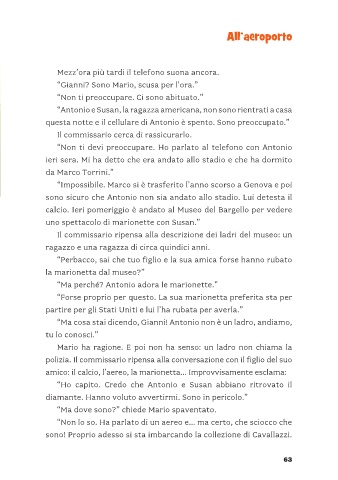 All'aeroporto
Mezz'ora più tardi il telefono suona ancora.
"Gianni? Sono Mario, scusa per l'ora."
"Non ti preoccupare. Ci sono abituato."
"Antonio e Susan, la ragazza americana, non sono rientrati a casa
questa notte e il cellulare di Antonio è spento. Sono preoccupato."
Il commissario cerca di rassicurarlo.
"Non ti devi preoccupare. Ho parlato al telefono con Antonio
ieri sera. Mi ha detto che era andato allo stadio e che ha dormito
da Marco Torrini."
"Impossibile. Marco si è trasferito l'anno scorso a Genova e poi
sono sicuro che Antonio non sia andato allo stadio. Lui detesta il
calcio. Ieri pomeriggio è andato al Museo del Bargello per vedere
uno spettacolo di marionette con Susan."
Il commissario ripensa alla descrizione dei ladri del museo: un
ragazzo e una ragazza di circa quindici anni.
"Perbacco, sai che tuo figlio e la sua amica forse hanno rubato
la marionetta dal museo?"
"Ma perché? Antonio adora le marionette."
"Forse proprio per questo. La sua marionetta preferita sta per
partire per gli Stati Uniti e lui l'ha rubata per averla."
"Ma cosa stai dicendo, Gianni! Antonio non è un ladro, andiamo,
tu lo conosci."
Mario ha ragione. E poi non ha senso: un ladro non chiama la
polizia. Il commissario ripensa alla conversazione con il figlio del suo
amico: il calcio, l'aereo, la marionetta... Improvvisamente esclama:
"Ho capito. Credo che Antonio e Susan abbiano ritrovato il
diamante. Hanno voluto avvertirmi. Sono in pericolo."
"Ma dove sono?" chiede Mario spaventato.
"Non lo so. Ha parlato di un aereo e... ma certo, che sciocco che
sono! Proprio adesso si sta imbarcando la collezione di Cavallazzi.
63